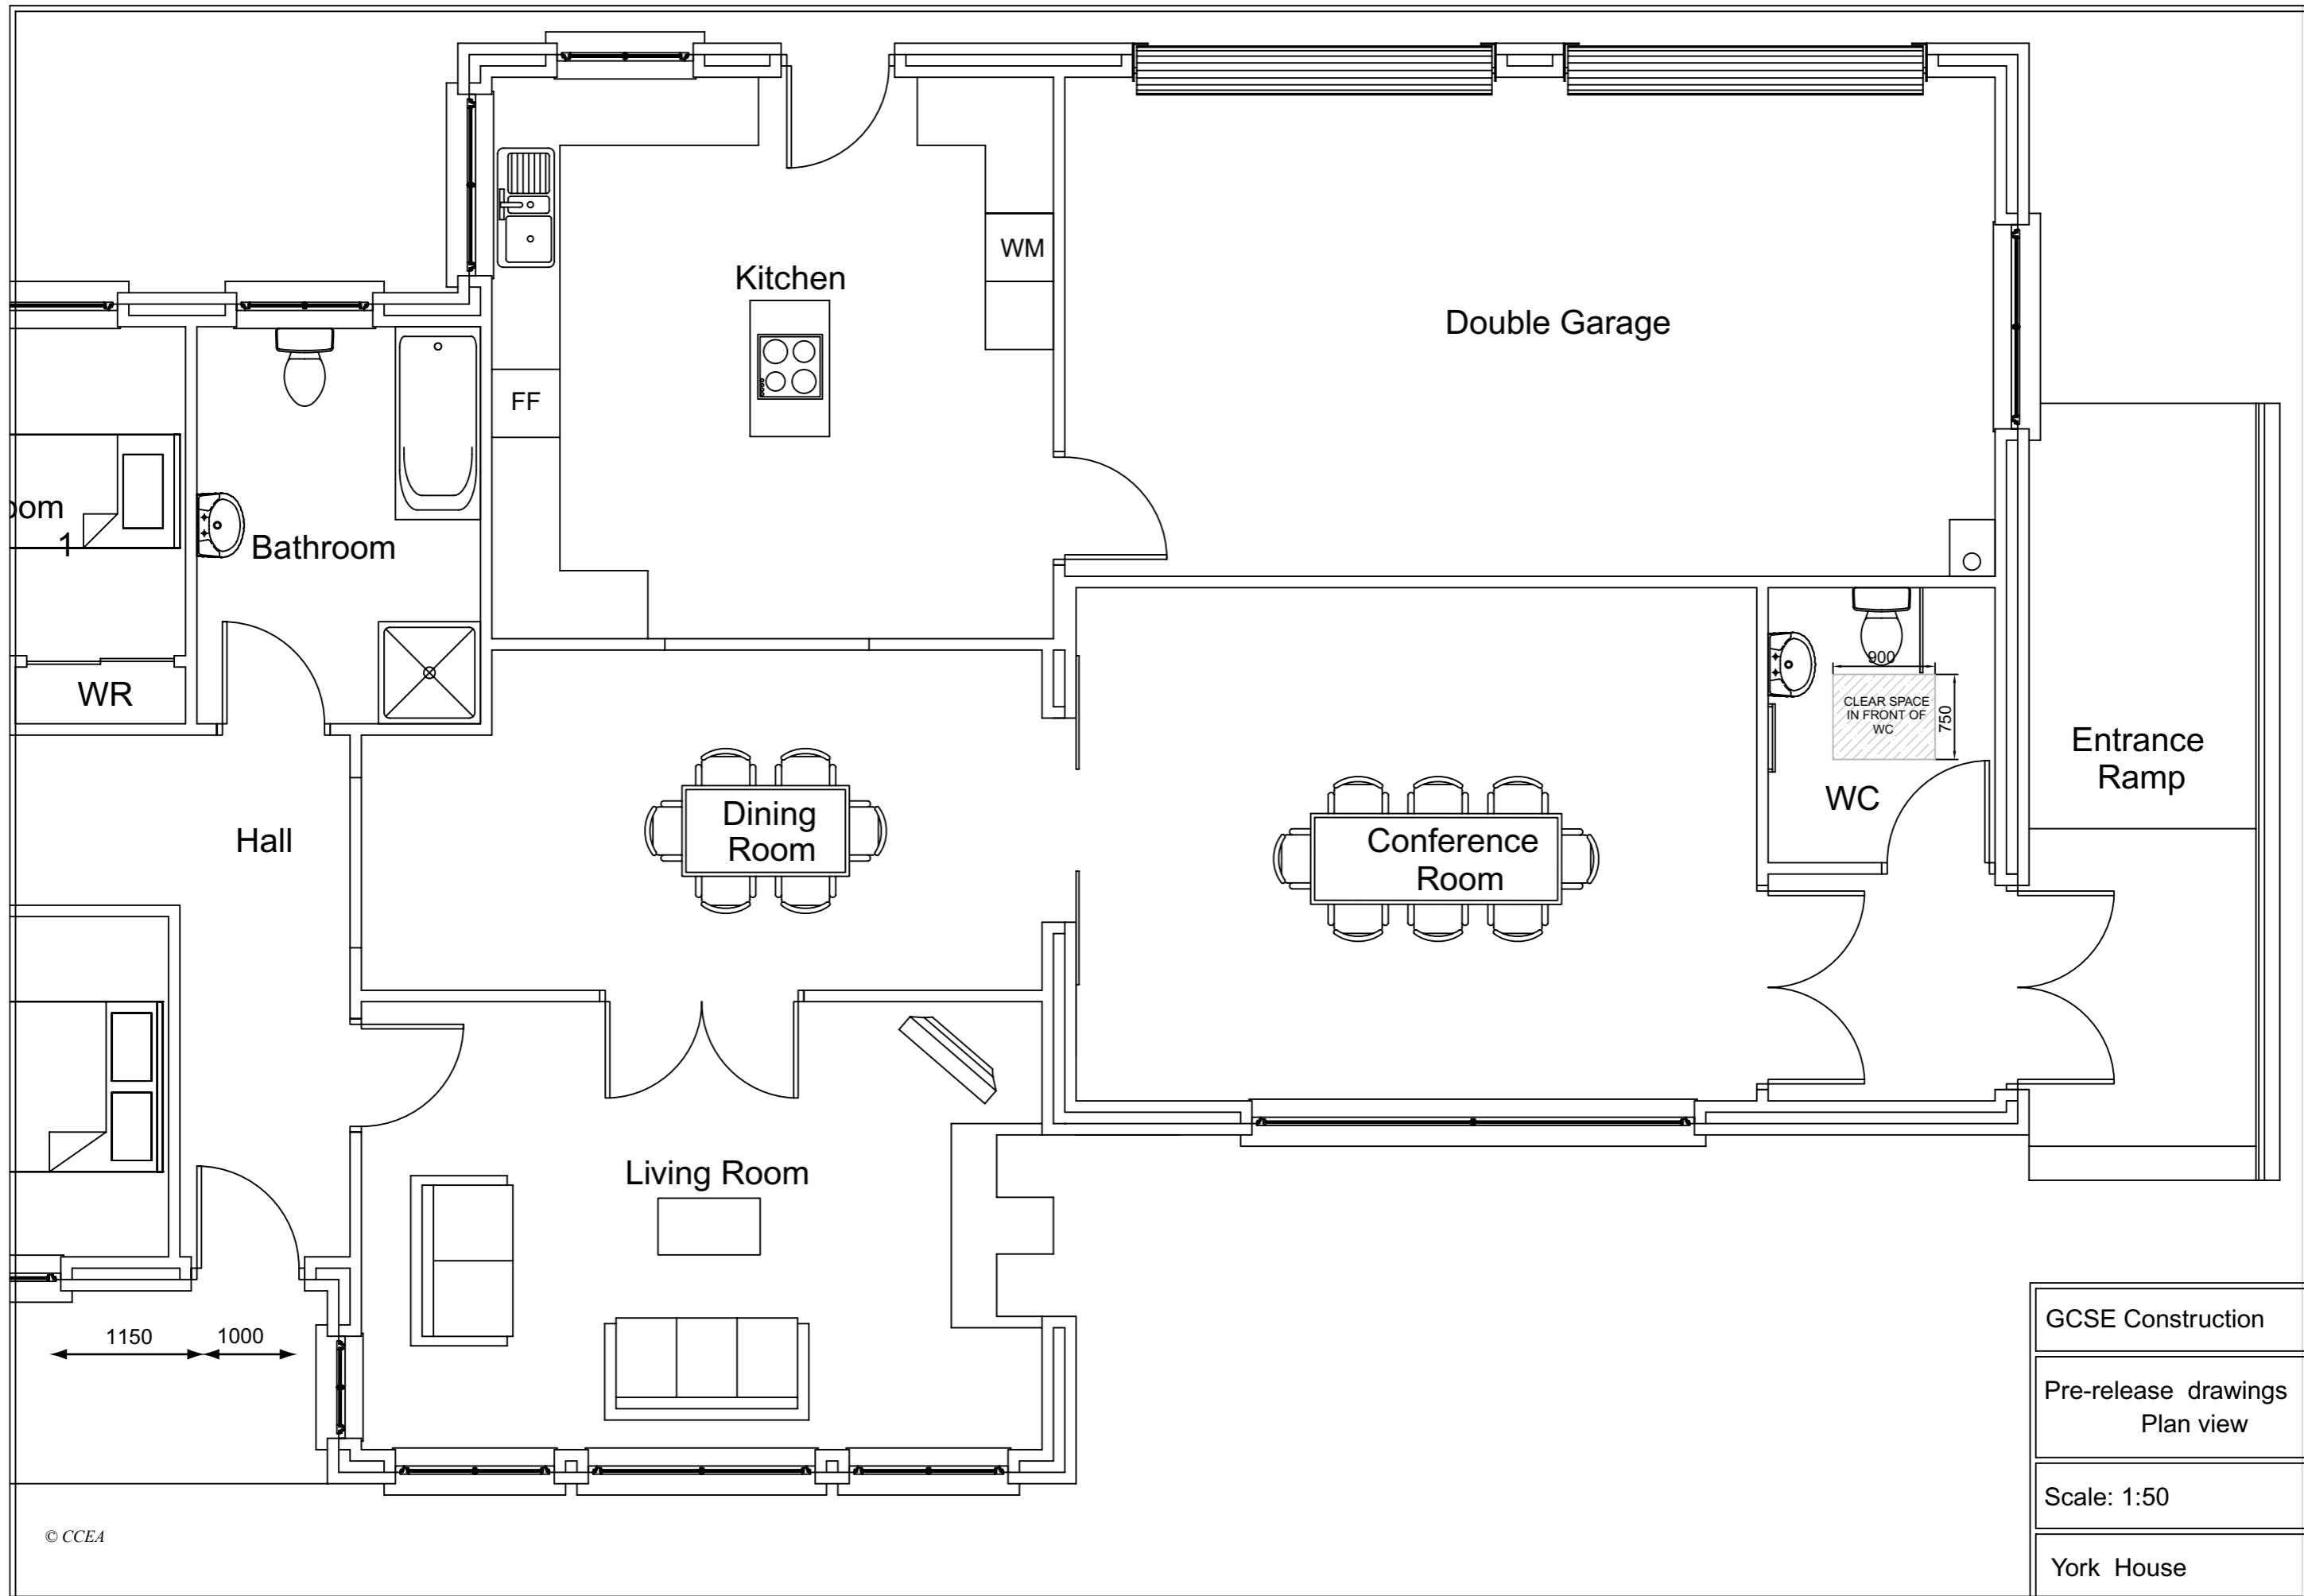 Kitchen
WM
Double Garage
FF
oom
1
Bathroom
WR
900
CLEAR SPACE
IN FRONT OF
WC
750
Entrance
Ramp
WC
Hall
Dining
Room
Conference
Room
Living Room
1150
1000
GCSE Construction
Pre-release drawings
Plan view
Scale: 1:50
York House
© CCEA